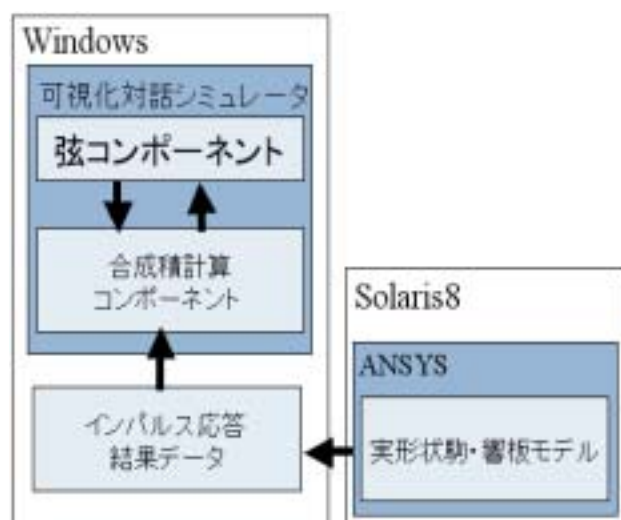 Windows
可視化対話シミュレータ
弦コンポーネント
合成積計算
コンポーネント
インパルス応答
結果データ
Solaris8
ANSYS
実形状駒・響板モデル